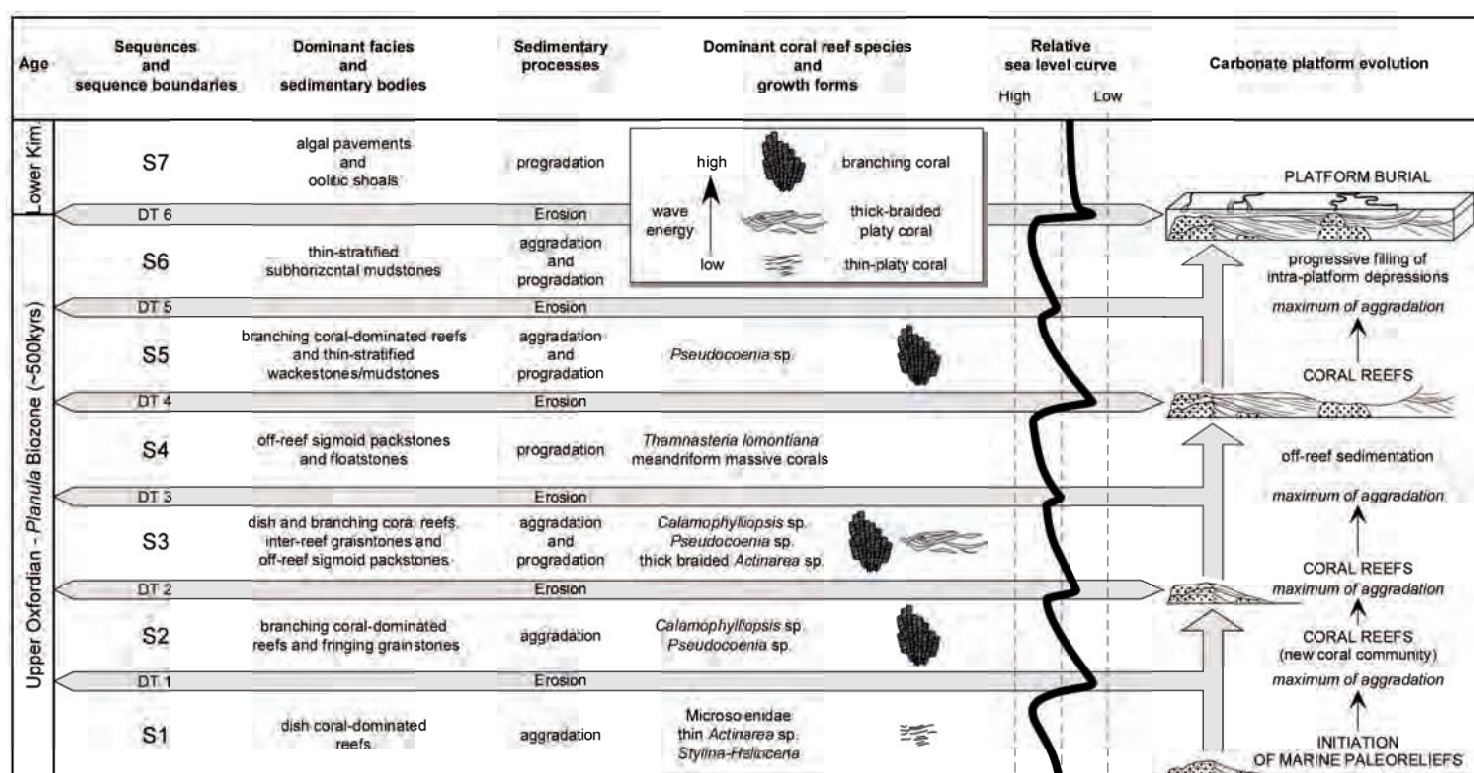 Age
Sequences
and
sequence boundaries
Dominant facies
and
sedimentary bodies
Sedimentary
processes
Dominant coral reef species
and
growth forms
Relative
sea level curve
High
Low
Carbonate platform evolution
Lower Kim.
S7
algal pavements
and
oolitic shoals
progradation
high
wave
energy
low
branching coral
thick-braided
platy coral
thin-platy coral
PLATFORM BURIAL
DT 6
Erosion
S6
thin-stratified
subhorizontal mudstones
aggradation
and
progradation
progressive filling of
intra-platform depressions
DT 5
Erosion
maximum of aggradation
Upper Oxfordian - Planula Biozone (~500kyrs)
S5
branching coral-dominated reefs
and thin-stratified
wackestones/mudstones
aggradation
and
progradation
Pseudocoenia sp.
CORAL REEFS
DT 4
Erosion
S4
off-reef sigmoid packstones
and floatstones
progradation
Thamnasteria lomontiana
meandriform massive corals
off-reef sedimentation
DT 3
Erosion
maximum of aggradation
S3
dish and branching coral reefs,
inter-reef graisntones and
off-reef sigmoid packstones
aggradation
and
progradation
Calamophylliopsis sp.
Pseudocoenia sp.
thick braided Actinarea sp.
CORAL REEFS
DT 2
Erosion
maximum of aggradation
S2
branching coral-dominated
reefs and fringing grainstones
aggradation
Calamophylliopsis sp.
Pseudocoenia sp.
CORAL REEFS
(new coral community)
DT 1
Erosion
maximum of aggradation
S1
dish coral-dominated
reefs
aggradation
Microsolenidae
thin Actinarea sp.
Stylina-Heliocena
INITIATION
OF MARINE PALEORELIEFS